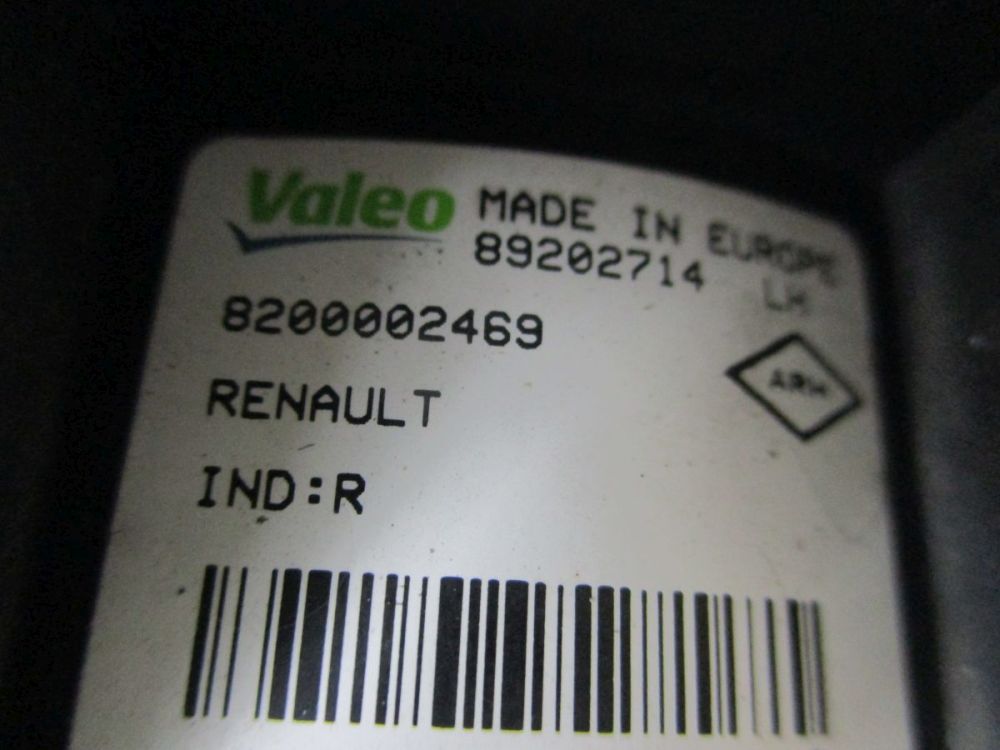 Valeo MADE IN EUROPE
89202714 LH
8200002469
RENAULT
IND:R